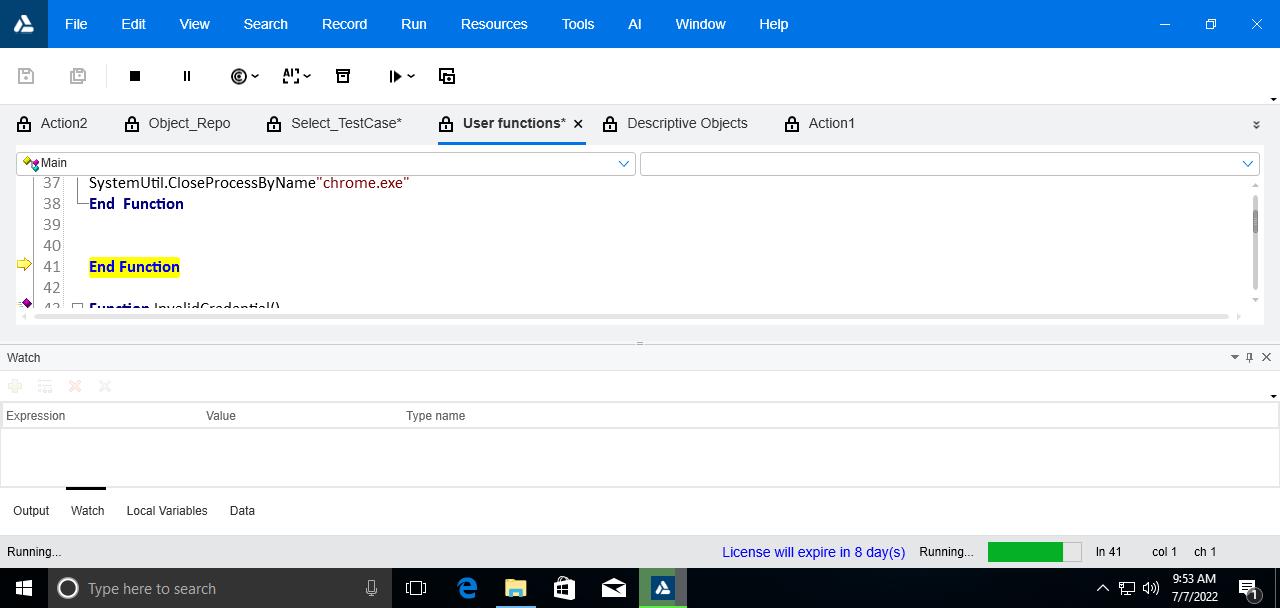 File Edit View Search Record Run Resources Tools AI Window Help
Action2 Object_Repo Select_TestCase* User functions* Descriptive Objects Action1
Main
37 SystemUtil.CloseProcessByName"chrome.exe"
38 End Function
39
40
41 End Function
42
43 Function InvalidCredential()
Watch
Expression Value Type name
Output Watch Local Variables Data
Running... License will expire in 8 day(s) Running... ln 41 col 1 ch 1
Type here to search
9:53 AM
7/7/2022
1